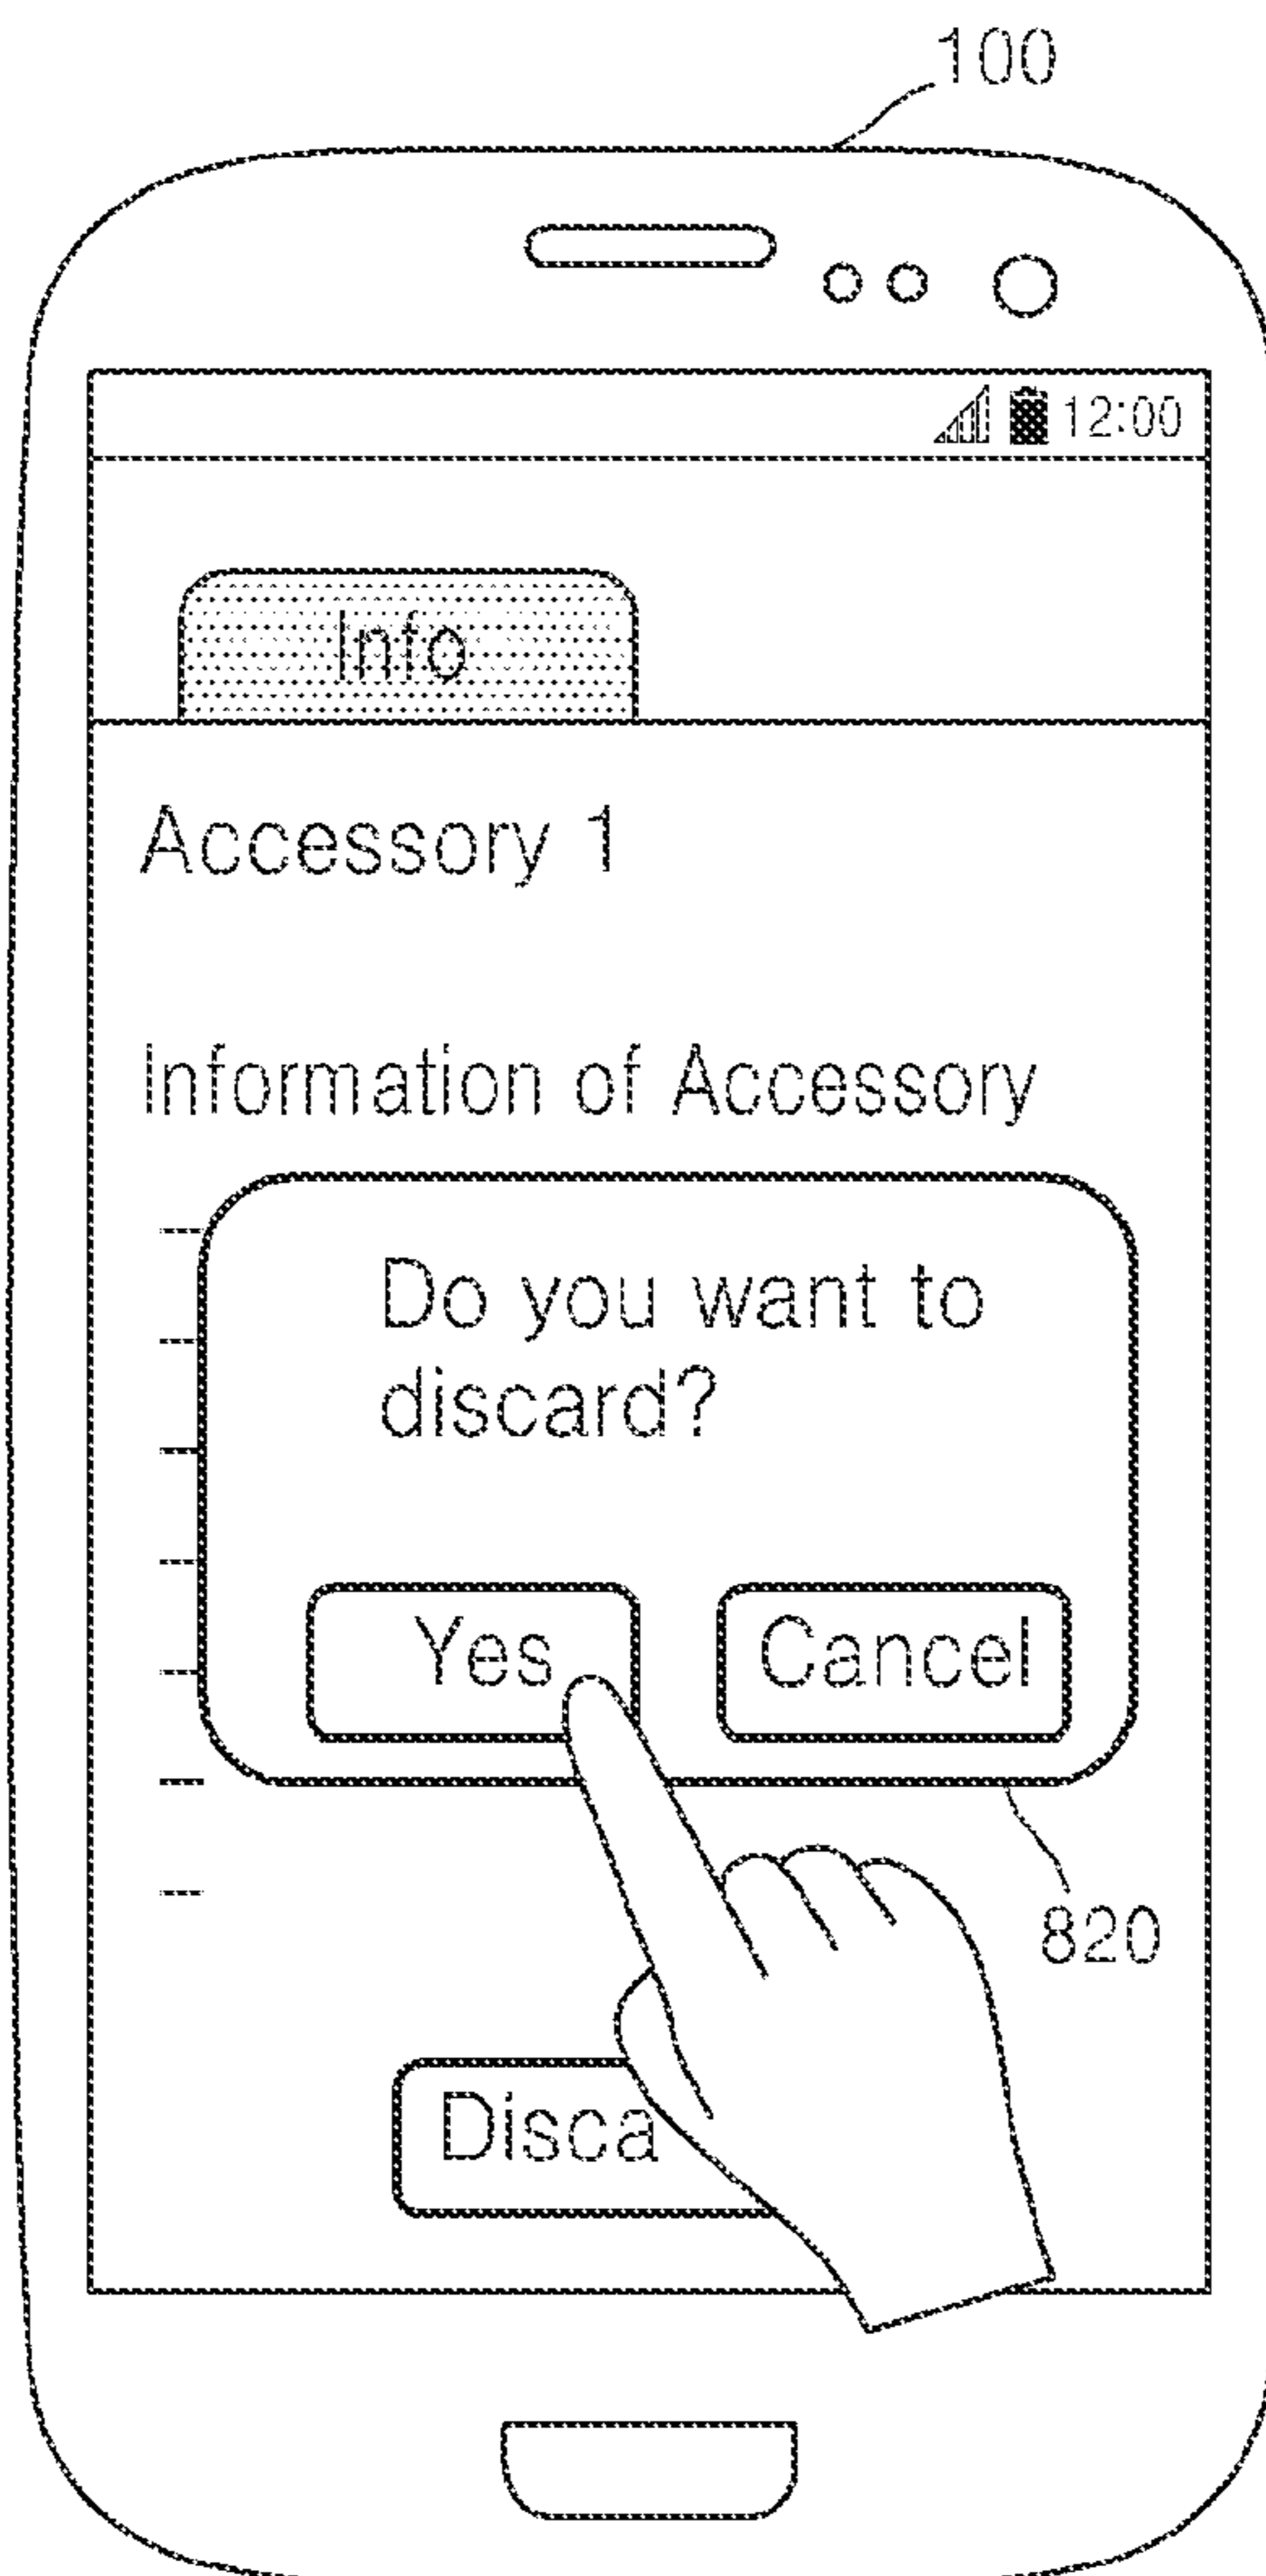 100
12:00
Info
Accessory 1
Information of Accessory
Do you want to
discard?
Yes
Cancel
820
Disca